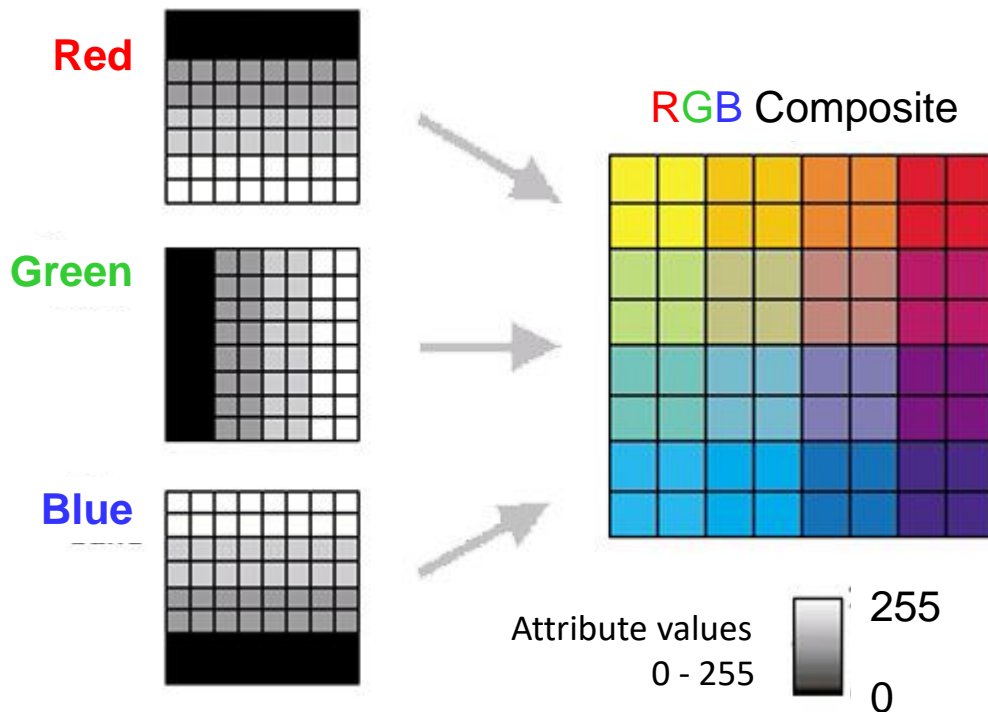 Red
Green
Blue
RGB Composite
Attribute values
0 - 255
255
0